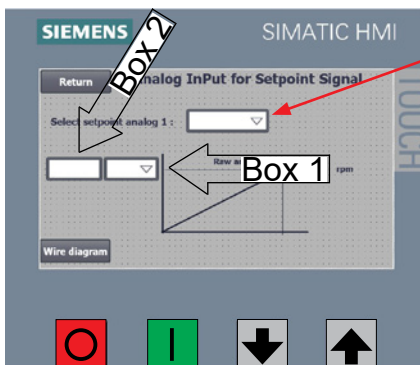 SIEMENS
SIMATIC HMI
TOUCH
Return
nalog InPut for Setpoint Signal
Select setpoint analog 1 :
Box 2
Box 1
Raw
rpm
Wire diagram